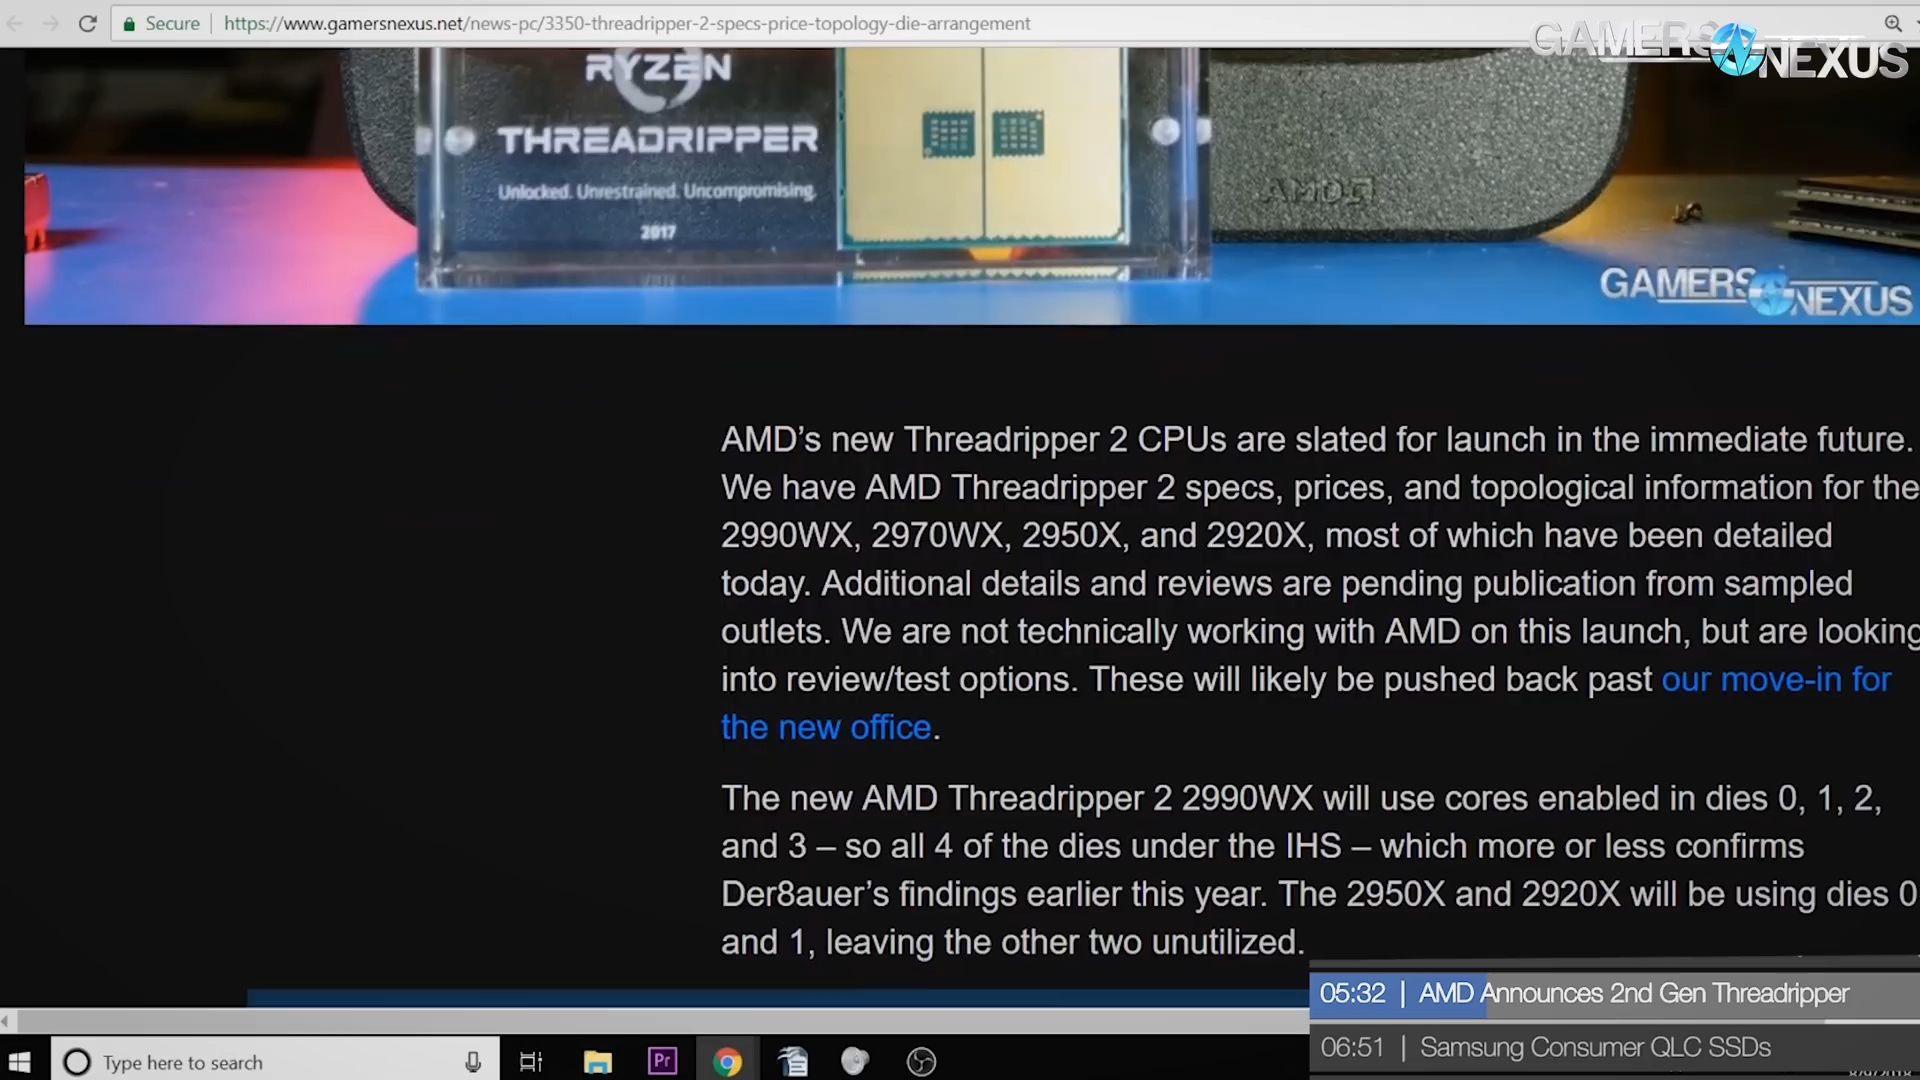 Secure
https://www.gamersnexus.net/news-pc/3350-threadripper-2-specs-price-topology-die-arrangement
GAMERS NEXUS
RYZEN
THREADRIPPER
Unlocked. Unrestrained. Uncompromising.
2017
AMD
GAMERS NEXUS
AMD’s new Threadripper 2 CPUs are slated for launch in the immediate future.
We have AMD Threadripper 2 specs, prices, and topological information for the
2990WX, 2970WX, 2950X, and 2920X, most of which have been detailed
today. Additional details and reviews are pending publication from sampled
outlets. We are not technically working with AMD on this launch, but are looking
into review/test options. These will likely be pushed back past our move-in for
the new office.
The new AMD Threadripper 2 2990WX will use cores enabled in dies 0, 1, 2,
and 3 – so all 4 of the dies under the IHS – which more or less confirms
Der8auer’s findings earlier this year. The 2950X and 2920X will be using dies 0
and 1, leaving the other two unutilized.
05:32 | AMD Announces 2nd Gen Threadripper
06:51 | Samsung Consumer QLC SSDs
Type here to search
Pr